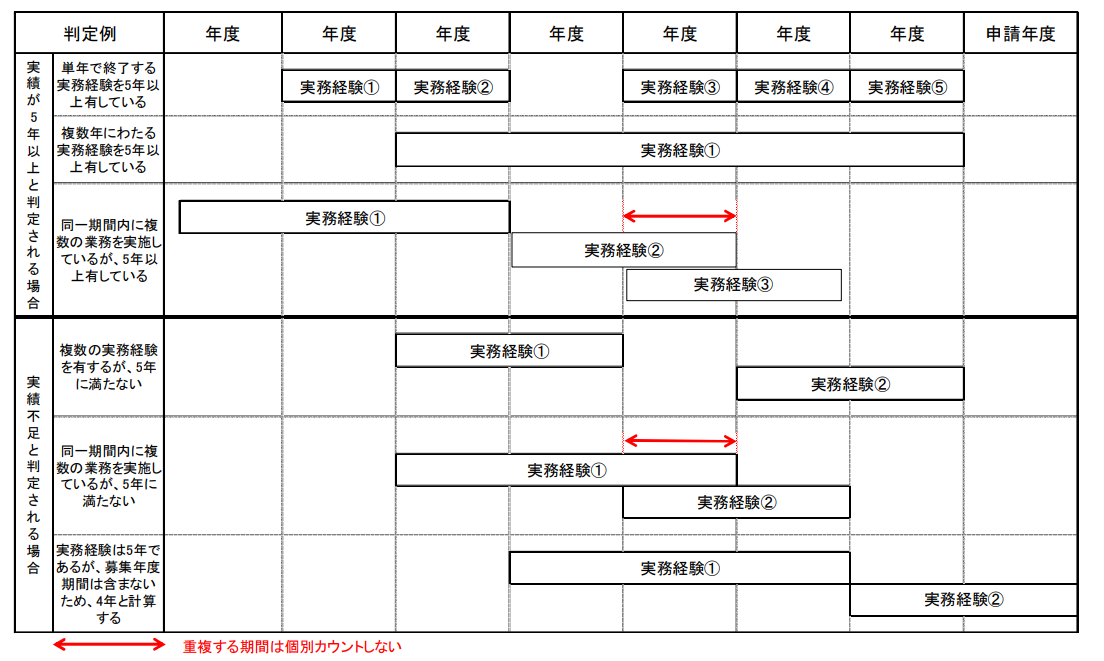 判定例
年度
年度
年度
年度
年度
年度
年度
申請年度
実績が5年以上と判定される場合
単年で終了する
実務経験を5年以
上有している
実務経験①
実務経験②
実務経験③
実務経験④
実務経験⑤
複数年にわたる
実務経験を5年以
上有している
実務経験①
同一期間内に複
数の業務を実施し
ているが、5年以
上有している
実務経験①
実務経験②
実務経験③
実績不足と判定される場合
複数の実務経験
を有するが、5年
に満たない
実務経験①
実務経験②
同一期間内に複
数の業務を実施し
ているが、5年に
満たない
実務経験①
実務経験②
実務経験は5年で
あるが、募集年度
期間は含まない
ため、4年と計算
する
実務経験①
実務経験②
重複する期間は個別カウントしない